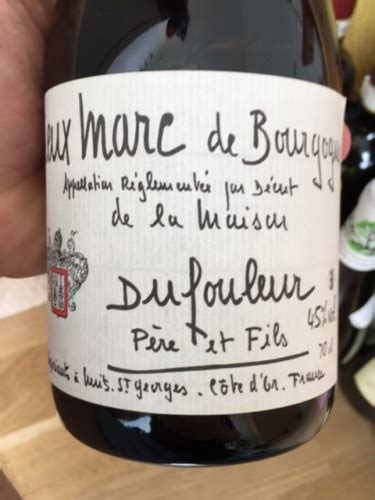 eux Marc de Bourgogn
Appellation Réglementée par Décret
de la Maison
Dufouleur
Père et Fils
45% vol.
70 cl
à Nuits. St Georges. Côte d'Or. France